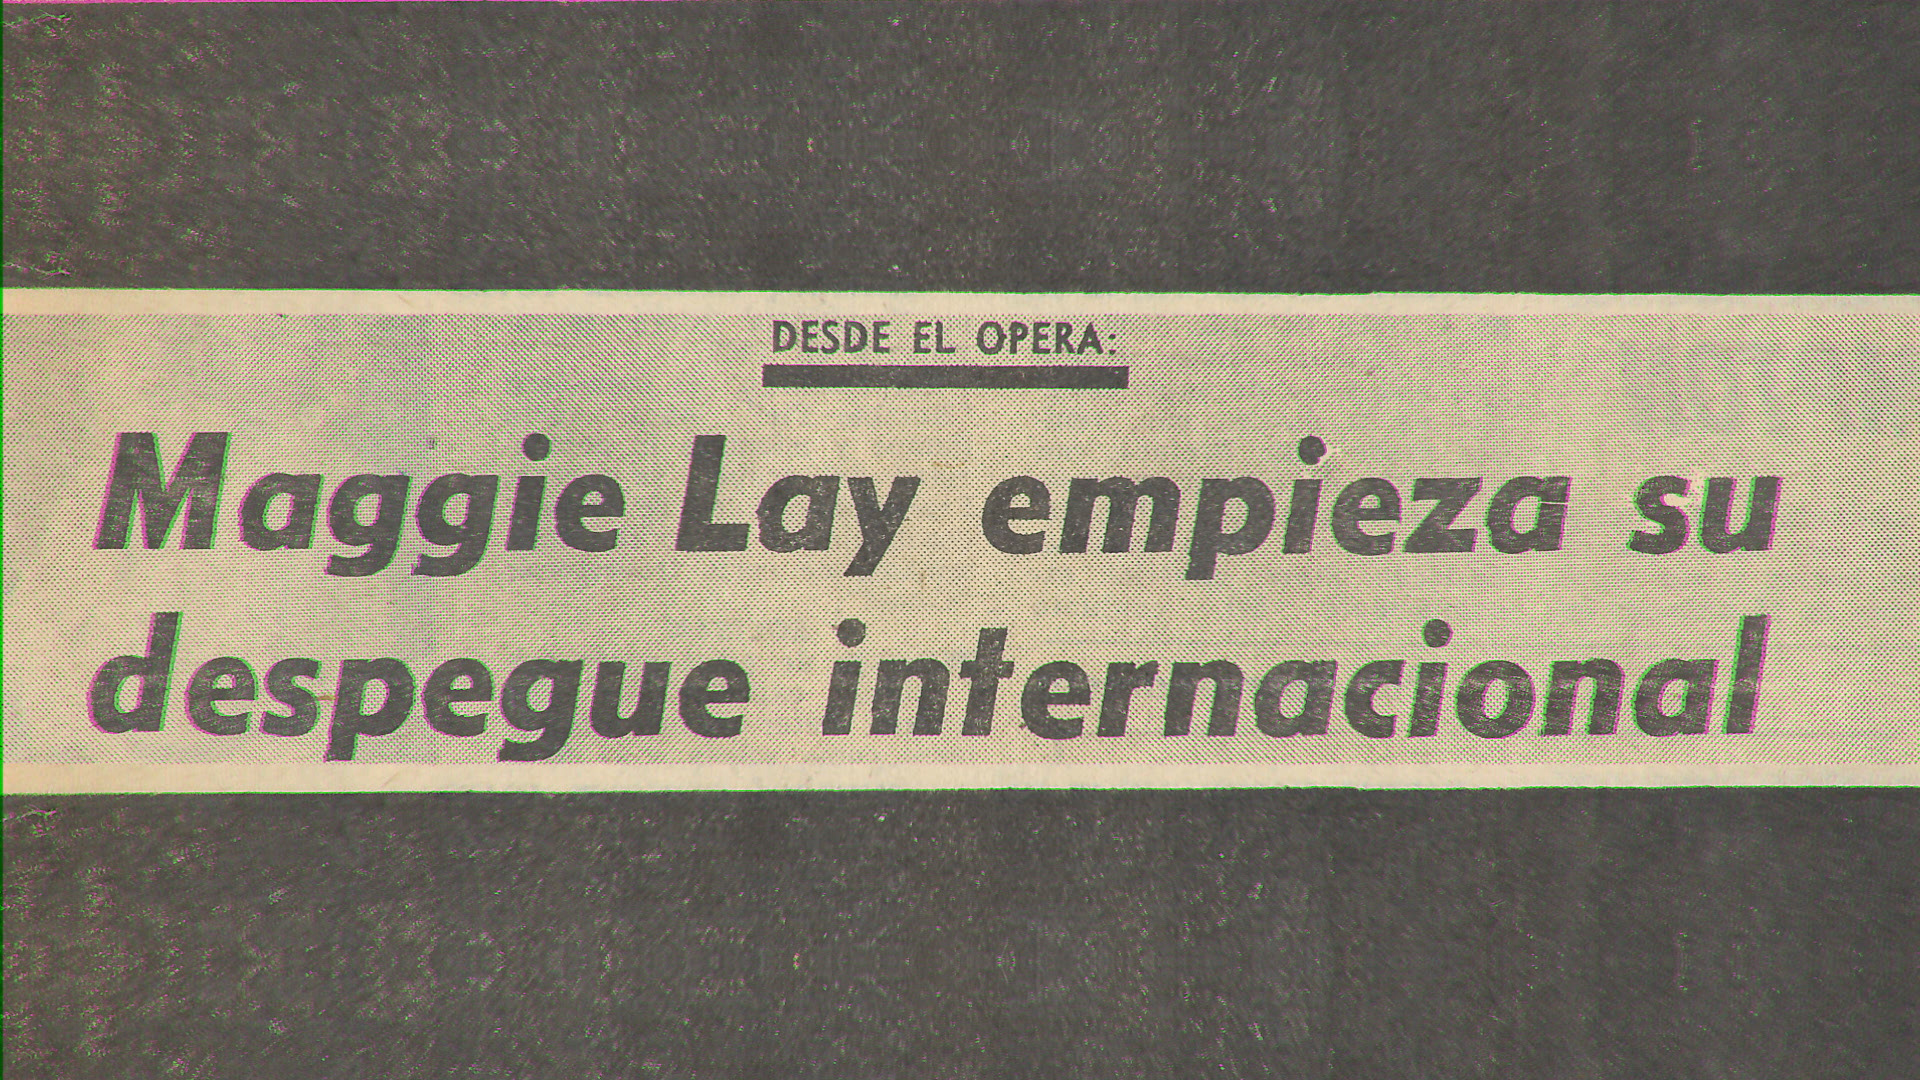 DESDE EL OPERA:
Maggie Lay empieza su
despegue internacional